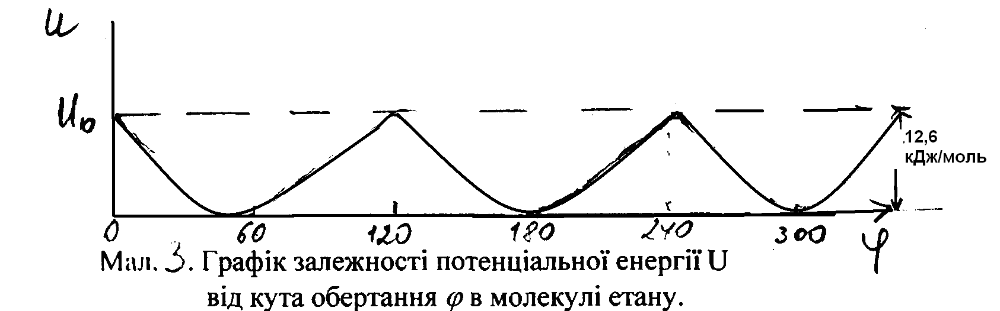 U
U₀
12,6
кДж/моль
0 60 120 180 240 300 φ
Мал. 3. Графік залежності потенціальної енергії U
від кута обертання φ в молекулі етану.